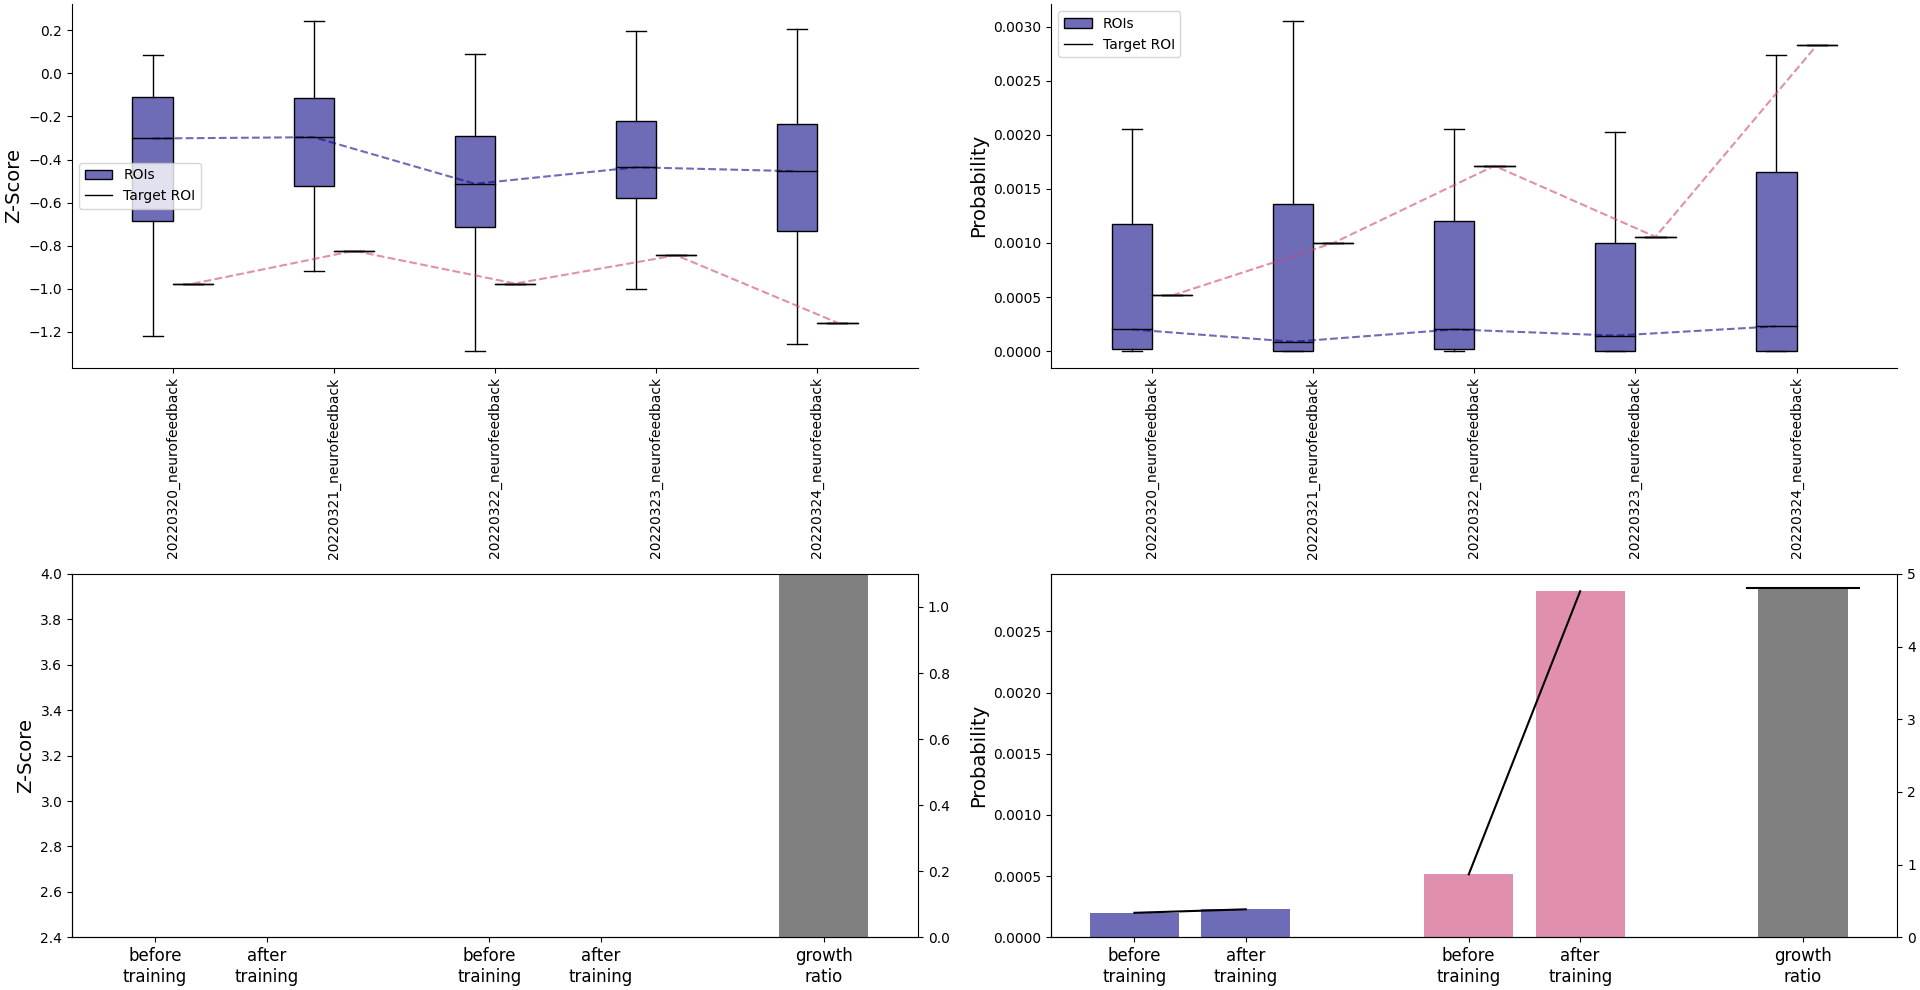 0.2
0.0
−0.2
−0.4
−0.6
−0.8
−1.0
−1.2
Z-Score
ROIs
Target ROI
20220320_neurofeedback
20220321_neurofeedback
20220322_neurofeedback
20220323_neurofeedback
20220324_neurofeedback
0.0030
0.0025
0.0020
0.0015
0.0010
0.0005
0.0000
Probability
ROIs
Target ROI
20220320_neurofeedback
20220321_neurofeedback
20220322_neurofeedback
20220323_neurofeedback
20220324_neurofeedback
4.0
3.8
3.6
3.4
3.2
3.0
2.8
2.6
2.4
Z-Score
1.0
0.8
0.6
0.4
0.2
0.0
before
training
after
training
before
training
after
training
growth
ratio
0.0025
0.0020
0.0015
0.0010
0.0005
0.0000
Probability
5
4
3
2
1
0
before
training
after
training
before
training
after
training
growth
ratio